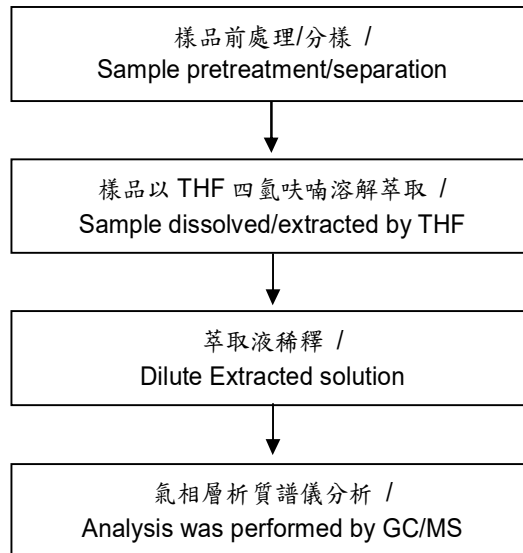 樣品前處理/分樣 /
Sample pretreatment/separation
樣品以 THF 四氫呋喃溶解萃取 /
Sample dissolved/extracted by THF
萃取液稀釋 /
Dilute Extracted solution
氣相層析質譜儀分析 /
Analysis was performed by GC/MS